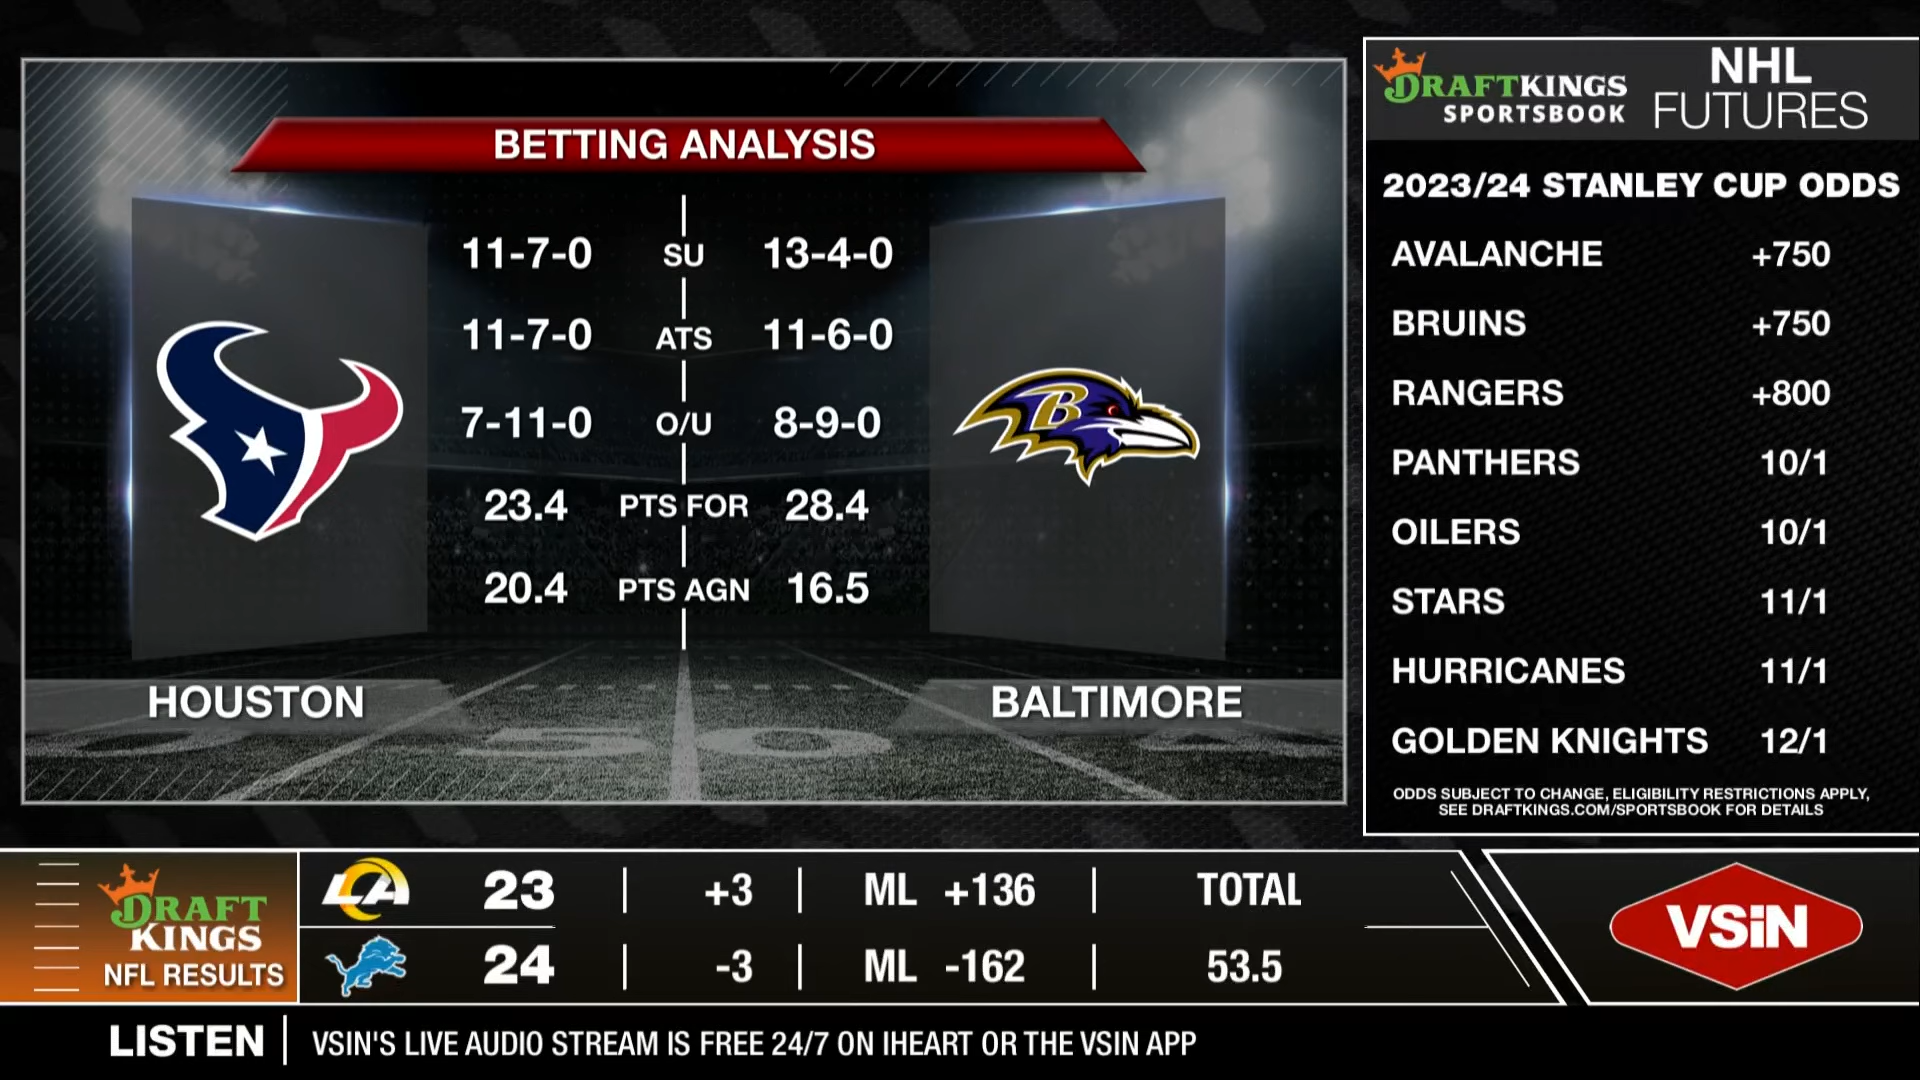 BETTING ANALYSIS
11-7-0 SU 13-4-0
11-7-0 ATS 11-6-0
7-11-0 O/U 8-9-0
23.4 PTS FOR 28.4
20.4 PTS AGN 16.5
B
HOUSTON
BALTIMORE
5 0
DRAFTKINGS
SPORTSBOOK
NHL
FUTURES
2023/24 STANLEY CUP ODDS
AVALANCHE +750
BRUINS +750
RANGERS +800
PANTHERS 10/1
OILERS 10/1
STARS 11/1
HURRICANES 11/1
GOLDEN KNIGHTS 12/1
ODDS SUBJECT TO CHANGE, ELIGIBILITY RESTRICTIONS APPLY,
SEE DRAFTKINGS.COM/SPORTSBOOK FOR DETAILS
DRAFT
KINGS
NFL RESULTS
LA 23 +3 ML +136 TOTAL
24 -3 ML -162 53.5
VSiN
LISTEN VSIN'S LIVE AUDIO STREAM IS FREE 24/7 ON IHEART OR THE VSIN APP